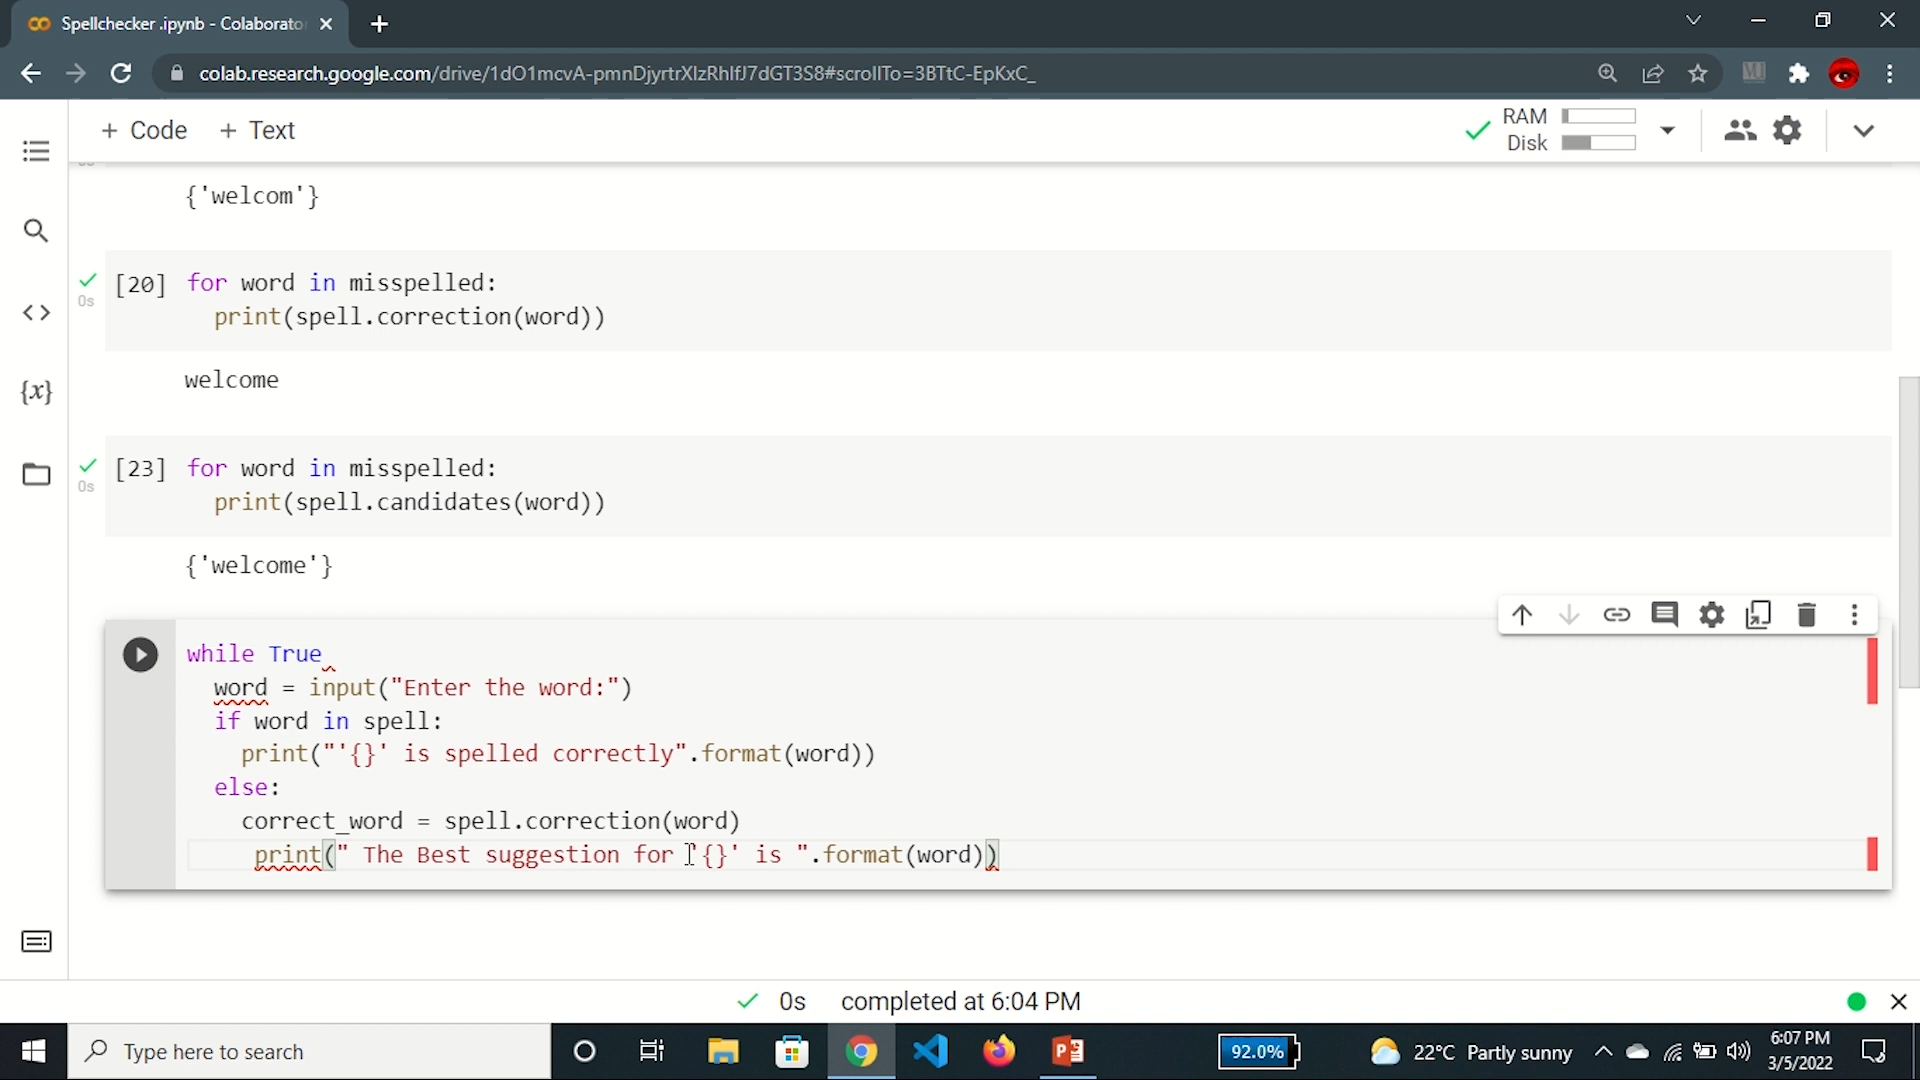 Spellchecker .ipynb - Colaborato
colab.research.google.com/drive/1dO1mcvA-pmnDjyrtrXIzRhIfJ7dGT3S8#scrollTo=3BTtC-EpKxC_
+ Code + Text
RAM
Disk
{'welcom'}
[20] for word in misspelled:
0s
print(spell.correction(word))
welcome
[23] for word in misspelled:
0s
print(spell.candidates(word))
{'welcome'}
while True
word = input("Enter the word:")
if word in spell:
print("'{}' is spelled correctly".format(word))
else:
correct_word = spell.correction(word)
print(" The Best suggestion for '{}' is ".format(word))
{x}
0s completed at 6:04 PM
Type here to search
92.0%
22°C Partly sunny
6:07 PM
3/5/2022